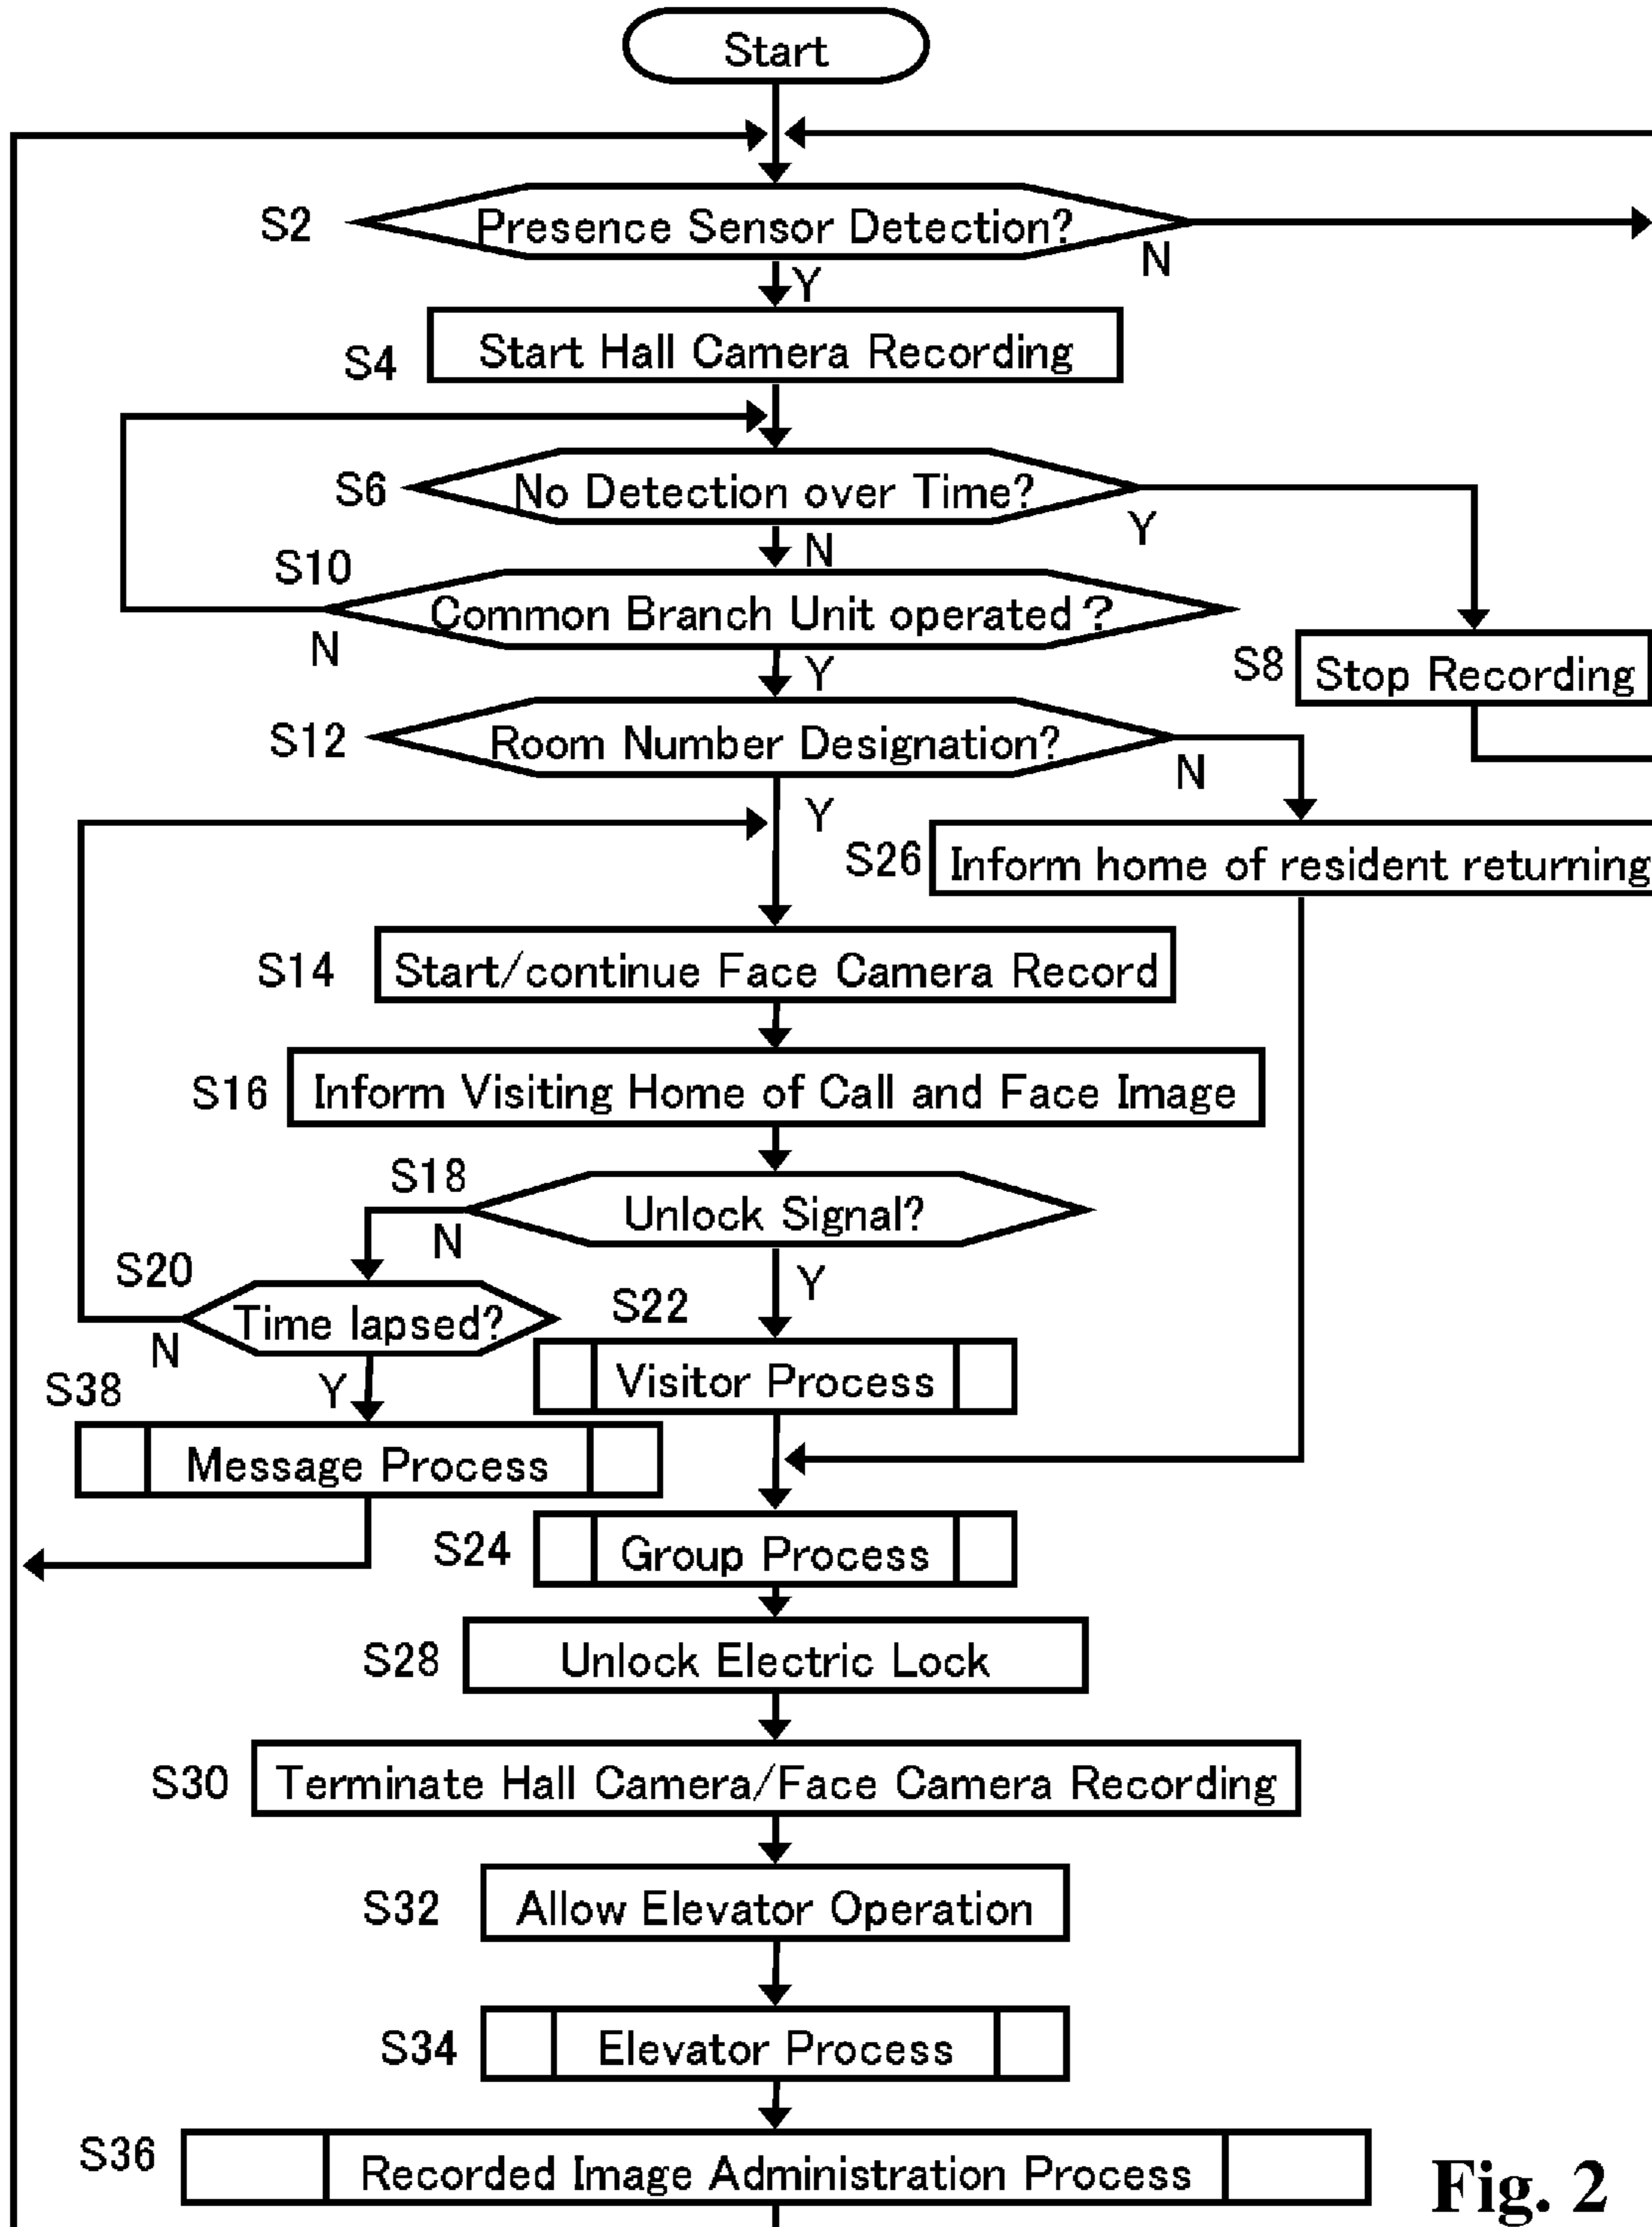 Start
S2
Presence Sensor Detection?
N
Y
S4
Start Hall Camera Recording
S6
No Detection over Time?
Y
N
S10
Common Branch Unit operated ?
N
Y
S8
Stop Recording
S12
Room Number Designation?
N
Y
S26
Inform home of resident returning
S14
Start/continue Face Camera Record
S16
Inform Visiting Home of Call and Face Image
S18
Unlock Signal?
N
Y
S20
Time lapsed?
N
Y
S22
Visitor Process
S38
Message Process
S24
Group Process
S28
Unlock Electric Lock
S30
Terminate Hall Camera/Face Camera Recording
S32
Allow Elevator Operation
S34
Elevator Process
S36
Recorded Image Administration Process
Fig. 2